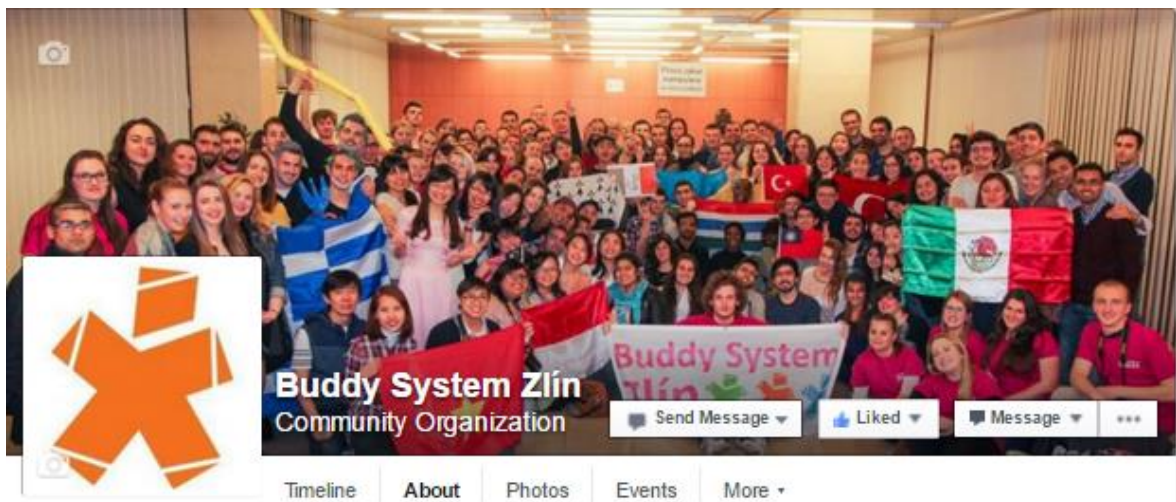 Buddy System
Zlín
Buddy System Zlín
Community Organization
Send Message
Liked
Message
Timeline
About
Photos
Events
More